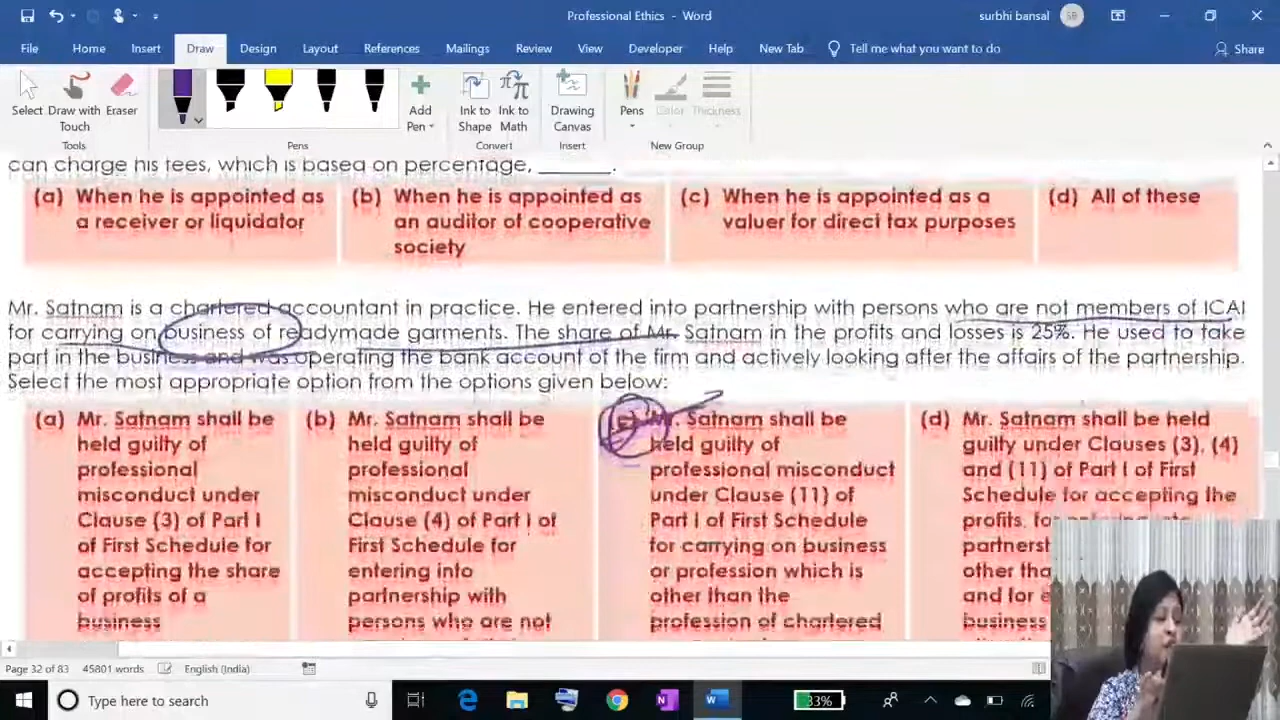 Professional Ethics - Word
surbhi bansal
SB
File Home Insert Draw Design Layout References Mailings Review View Developer Help New Tab Tell me what you want to do Share
Select Draw with Touch Eraser
Add Pen
Ink to Shape Ink to Math
Drawing Canvas
Pens Color Thickness
Tools Pens Convert Insert New Group
can charge his fees, which is based on percentage, ______.
(a) When he is appointed as a receiver or liquidator
(b) When he is appointed as an auditor of cooperative society
(c) When he is appointed as a valuer for direct tax purposes
(d) All of these
Mr. Satnam is a chartered accountant in practice. He entered into partnership with persons who are not members of ICAI
for carrying on business of readymade garments. The share of Mr. Satnam in the profits and losses is 25%. He used to take
part in the business and was operating the bank account of the firm and actively looking after the affairs of the partnership.
Select the most appropriate option from the options given below:
(a) Mr. Satnam shall be
held guilty of
professional
misconduct under
Clause (3) of Part I
of First Schedule for
accepting the share
of profits of a
business
(b) Mr. Satnam shall be
held guilty of
professional
misconduct under
Clause (4) of Part I of
First Schedule for
entering into
partnership with
persons who are not
(c) Mr. Satnam shall be
held guilty of
professional misconduct
under Clause (11) of
Part I of First Schedule
for carrying on business
or profession which is
other than the
profession of chartered
(d) Mr. Satnam shall be held
guilty under Clauses (3), (4)
and (11) of Part I of First
Schedule for accepting the
profits, for
other
and for
business
Page 32 of 83 45801 words English (India)
Type here to search
33%